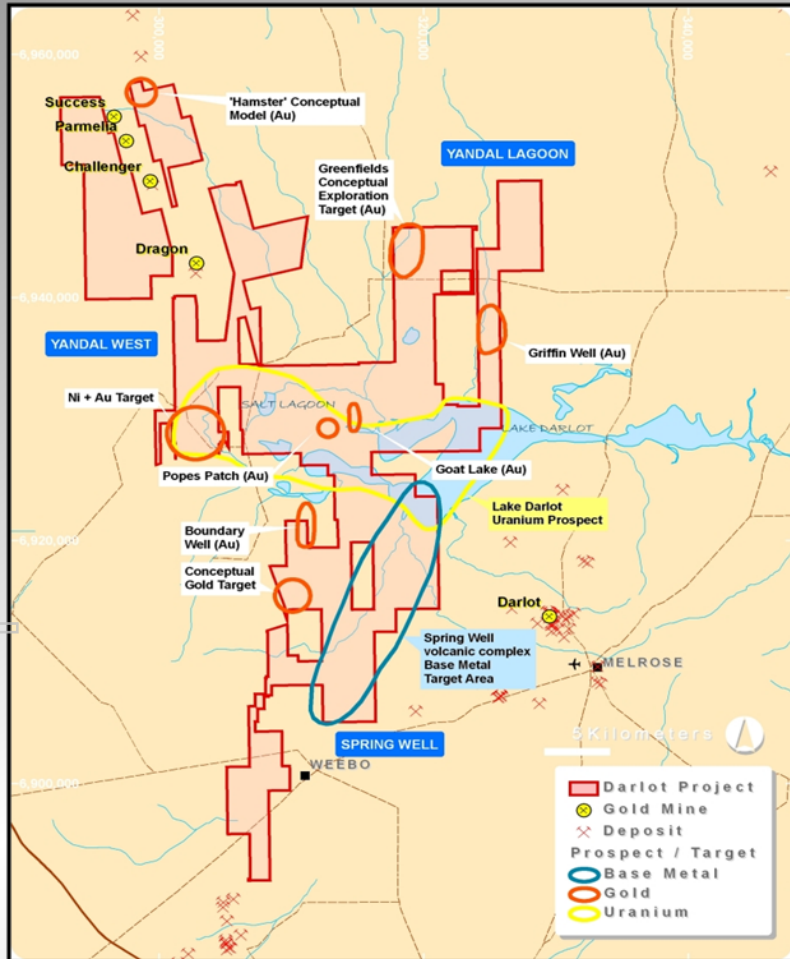 300,000
320,000
340,000
6,960,000
Success
Parmelia
Challenger
Dragon
'Hamster' Conceptual
Model (Au)
Greenfields
Conceptual
Exploration
Target (Au)
YANDAL LAGOON
6,940,000
YANDAL WEST
Griffin Well (Au)
Ni + Au Target
SALT LAGOON
LAKE DARLOT
Popes Patch (Au)
Goat Lake (Au)
Lake Darlot
Uranium Prospect
Boundary
Well (Au)
6,920,000
Conceptual
Gold Target
Darlot
Spring Well
volcanic complex
Base Metal
Target Area
MELROSE
SPRING WELL
5 Kilometers
WEEBO
6,900,000
Darlot Project
Gold Mine
Deposit
Prospect / Target
Base Metal
Gold
Uranium